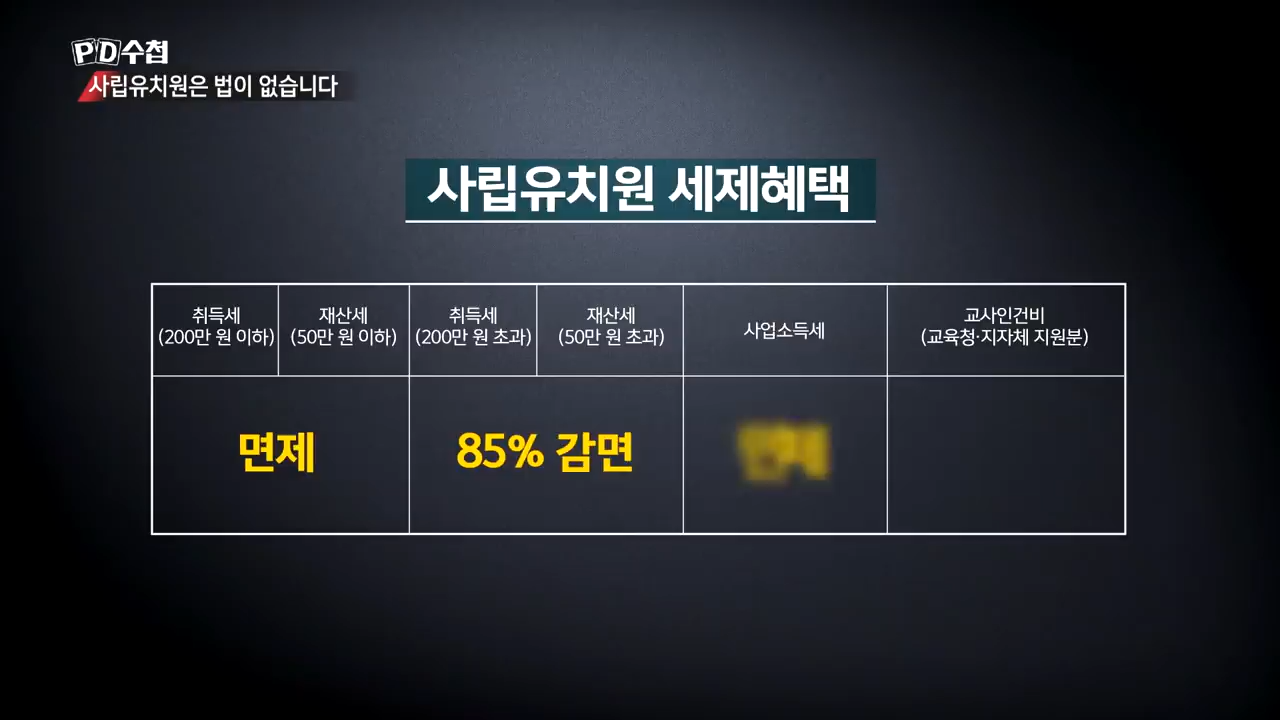 PD수첩
사립유치원은 법이 없습니다
사립유치원 세제혜택
취득세
(200만 원 이하)
재산세
(50만 원 이하)
취득세
(200만 원 초과)
재산세
(50만 원 초과)
사업소득세
교사인건비
(교육청·지자체 지원분)
면제
85% 감면